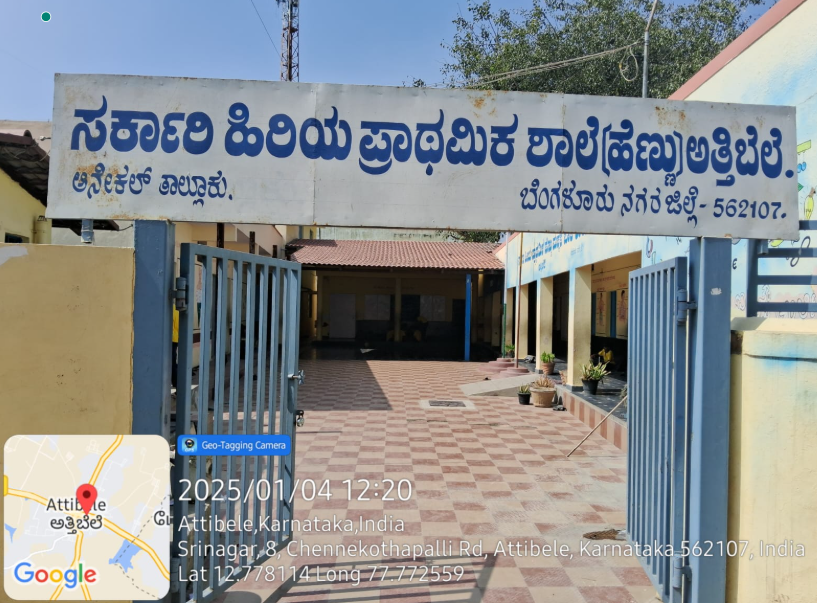 ಸರ್ಕಾರಿ ಹಿರಿಯ ಪ್ರಾಥಮಿಕ ಶಾಲೆ(ಹೆಣ್ಣು)ಅತ್ತಿಬೆಲೆ.
ಆನೇಕಲ್ ತಾಲ್ಲೂಕು.
ಬೆಂಗಳೂರು ನಗರ ಜಿಲ್ಲೆ- 562107.
Geo-Tagging Camera
2025/01/04 12:20
Attibele,Karnataka,India
Srinagar, 8, Chennekothapalli Rd, Attibele, Karnataka 562107, India
Lat 12.778114 Long 77.772559
Attibele
ಅತ್ತಿಬೆಲೆ
Google